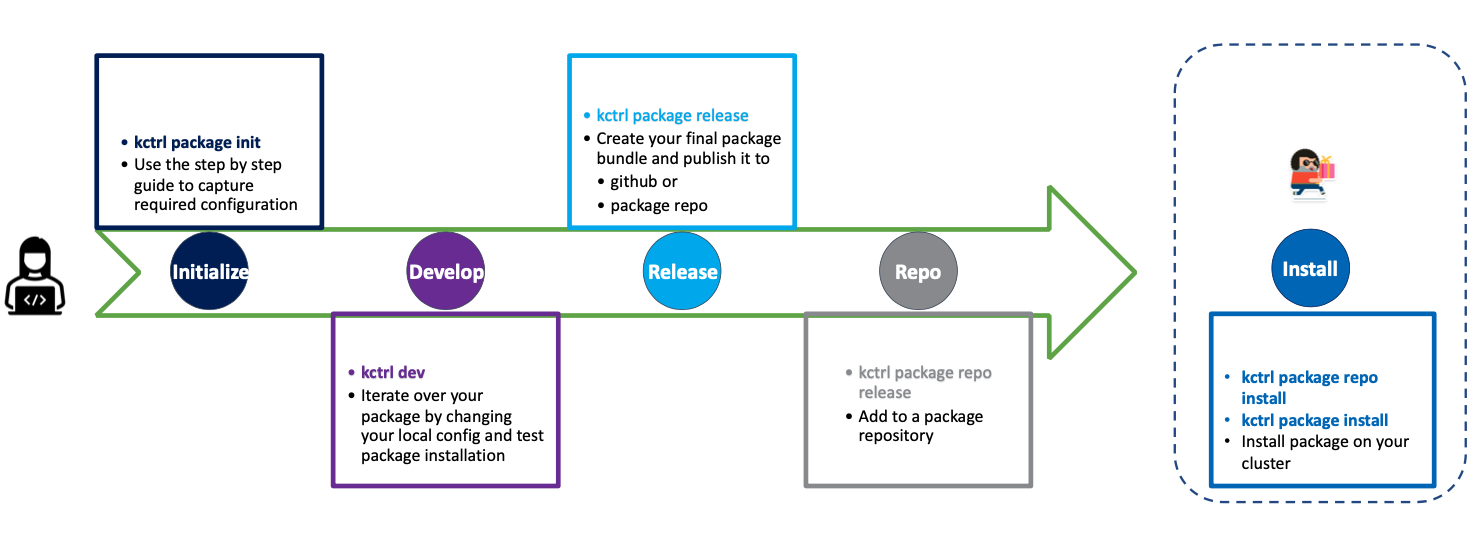 • kctrl package init
• Use the step by step
guide to capture
required configuration
• kctrl package release
• Create your final package
bundle and publish it to
• github or
• package repo
</>
Initialize
Develop
Release
Repo
Install
• kctrl dev
• Iterate over your
package by changing
your local config and test
package installation
• kctrl package repo
release
• Add to a package
repository
• kctrl package repo
install
• kctrl package install
• Install package on your
cluster